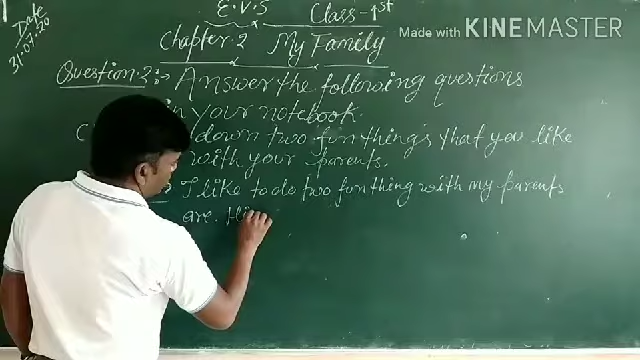 Date
31-07-20
E.V.S Class-1st
Made with KINEMASTER
Chapter.2 My Family
Question.2:-> Answer the following questions
in your notebook.
down two fun things that you like
with your parents.
I like to do two fun thing with my parents
are.